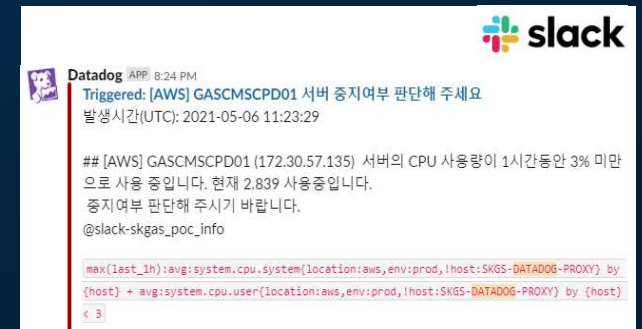 slack
Datadog APP 8:24 PM
Triggered: [AWS] GASCMSCPD01 서버 중지여부 판단해 주세요
발생시간(UTC): 2021-05-06 11:23:29
## [AWS] GASCMSCPD01 (172.30.57.135) 서버의 CPU 사용량이 1시간동안 3% 미만
으로 사용 중입니다. 현재 2.839 사용중입니다.
중지여부 판단해 주시기 바랍니다.
@slack-skgas_poc_info
max(last_1h):avg:system.cpu.system{location:aws,env:prod,!host:SKGS-DATADOG-PROXY} by
{host} + avg:system.cpu.user{location:aws,env:prod,!host:SKGS-DATADOG-PROXY} by {host}
< 3